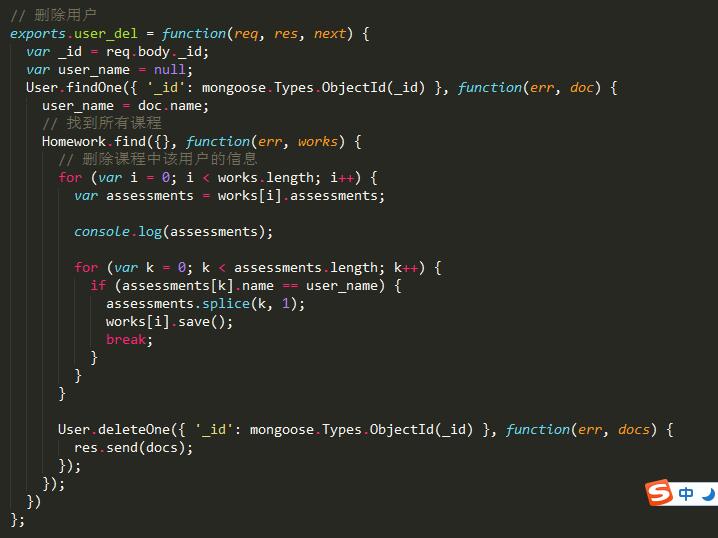 // 删除用户
exports.user_del = function(req, res, next) {
  var _id = req.body._id;
  var user_name = null;
  User.findOne({ '_id': mongoose.Types.ObjectId(_id) }, function(err, doc) {
    user_name = doc.name;
    // 找到所有课程
    Homework.find({}, function(err, works) {
      // 删除课程中该用户的信息
      for (var i = 0; i < works.length; i++) {
        var assessments = works[i].assessments;

        console.log(assessments);

        for (var k = 0; k < assessments.length; k++) {
          if (assessments[k].name == user_name) {
            assessments.splice(k, 1);
            works[i].save();
            break;
          }
        }
      }

      User.deleteOne({ '_id': mongoose.Types.ObjectId(_id) }, function(err, docs) {
        res.send(docs);
      });
    });
  })
};
S 中